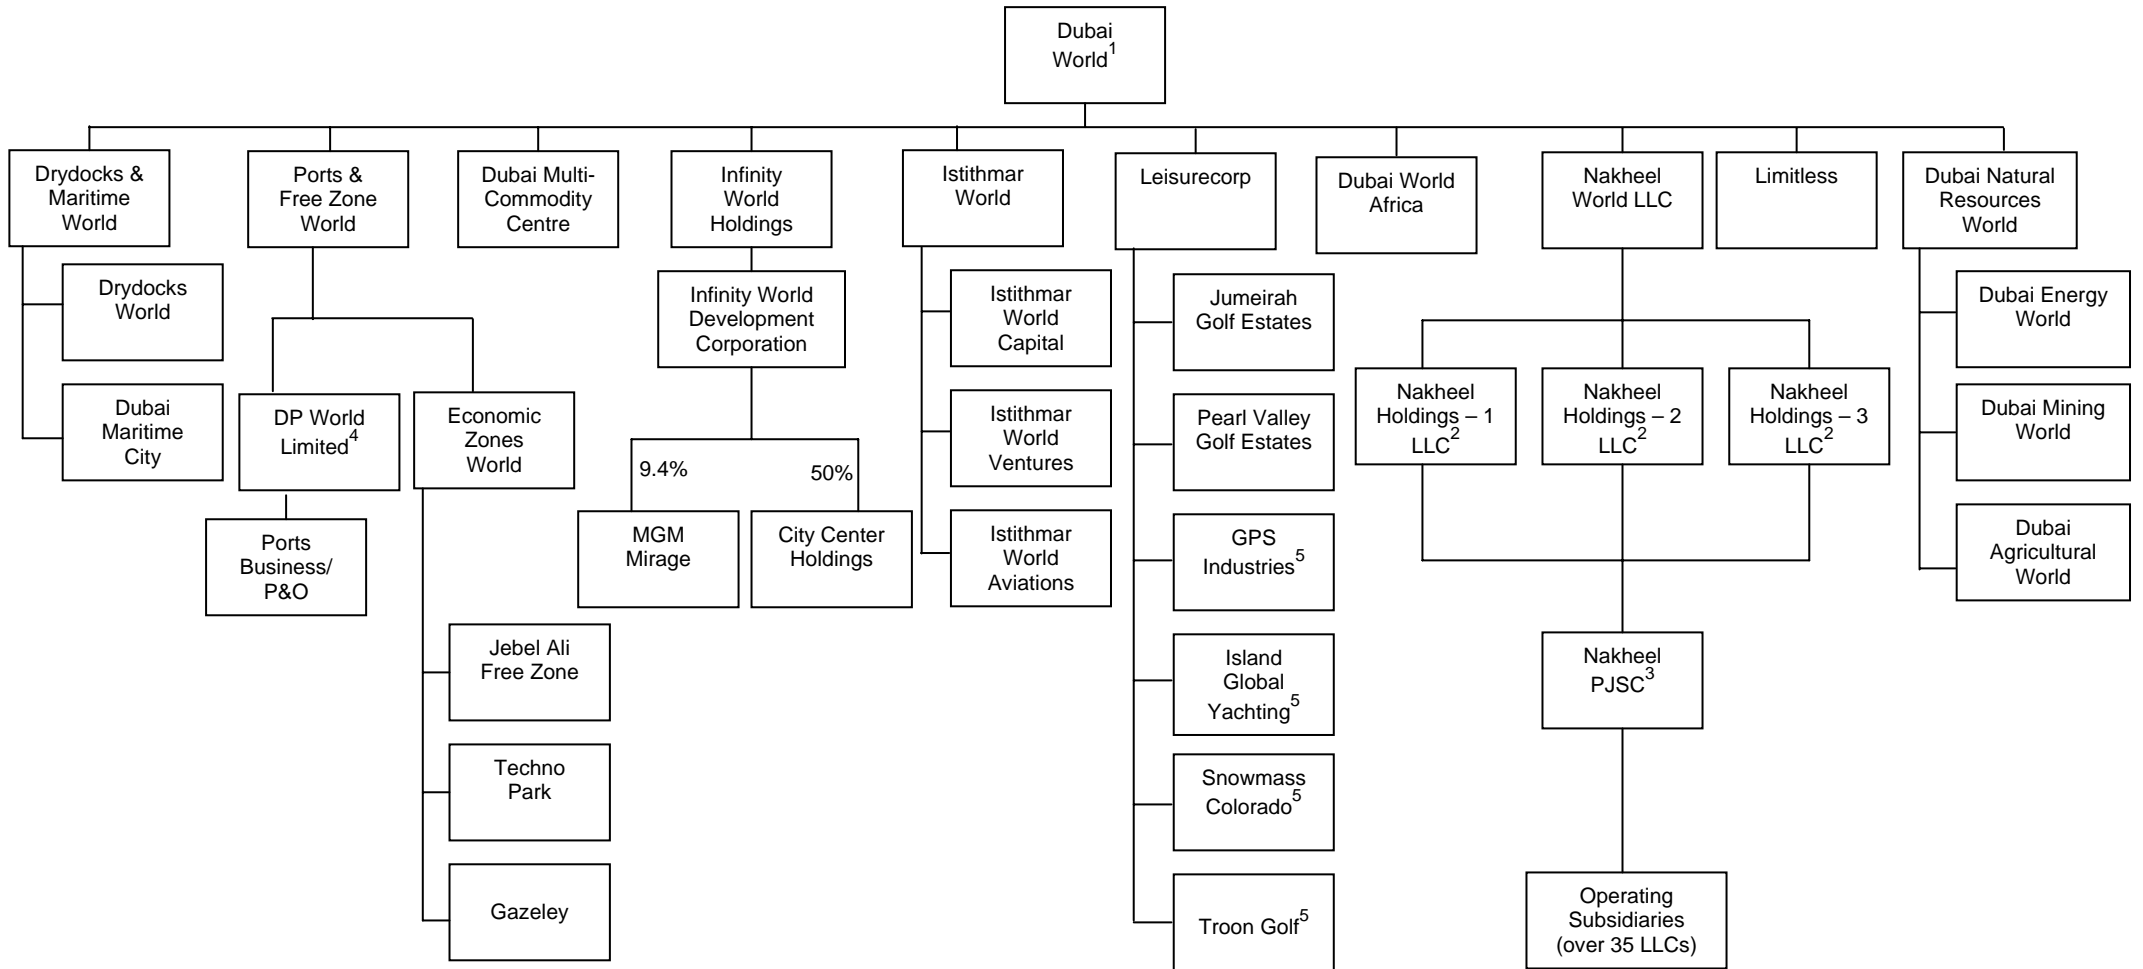 Dubai
World1
Drydocks &
Maritime
World
Ports &
Free Zone
World
Dubai Multi-
Commodity
Centre
Infinity
World
Holdings
Istithmar
World
Leisurecorp
Dubai World
Africa
Nakheel
World LLC
Limitless
Dubai Natural
Resources
World
Drydocks
World
Dubai
Maritime
City
DP World
Limited4
Ports
Business/
P&O
Economic
Zones
World
Jebel Ali
Free Zone
Techno
Park
Gazeley
Infinity World
Development
Corporation
9.4%
50%
MGM
Mirage
City Center
Holdings
Istithmar
World
Capital
Istithmar
World
Ventures
Istithmar
World
Aviations
Jumeirah
Golf Estates
Pearl Valley
Golf Estates
GPS
Industries5
Island
Global
Yachting5
Snowmass
Colorado5
Troon Golf5
Nakheel
Holdings – 1
LLC2
Nakheel
Holdings – 2
LLC2
Nakheel
Holdings – 3
LLC2
Nakheel
PJSC3
Operating
Subsidiaries
(over 35 LLCs)
Dubai Energy
World
Dubai Mining
World
Dubai
Agricultural
World